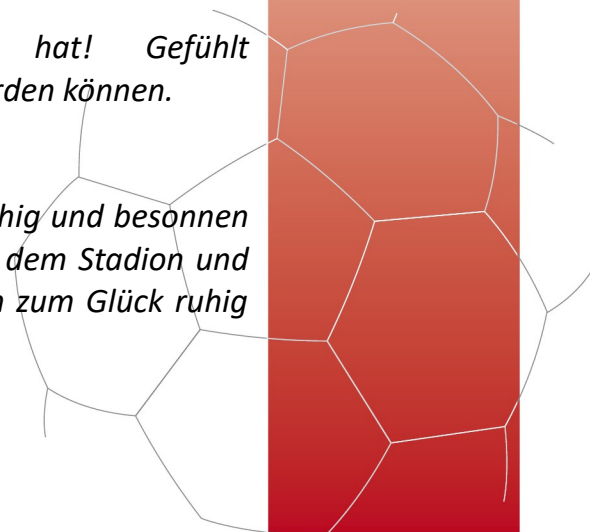 hat! Gefühlt
rden können.
hig und besonnen
dem Stadion und
zum Glück ruhig